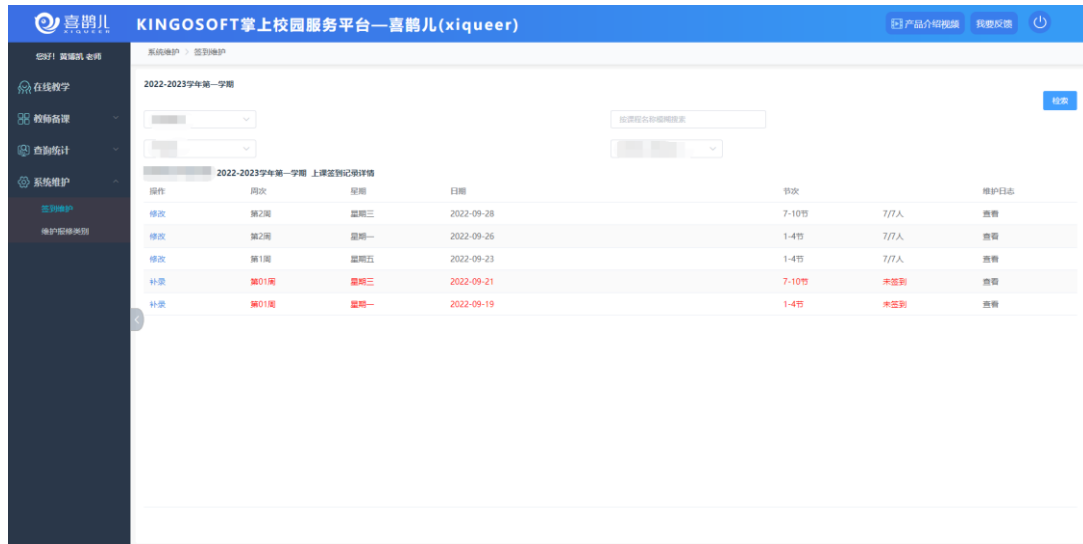 喜鹊儿 KINGOSOFT掌上校园服务平台—喜鹊儿(xiqueer) 产品介绍视频 我要反馈
XIQUEER
您好! 黄镭凯 老师
系统维护 > 签到维护
在线教学
教师备课
查询统计
系统维护
签到维护
维护报修类别
2022-2023学年第一学期
检索
按课程名称模糊搜索
2022-2023学年第一学期 上课签到记录详情
操作 周次 星期 日期 节次 维护日志
修改 第2周 星期三 2022-09-28 7-10节 7/7人 查看
修改 第2周 星期一 2022-09-26 1-4节 7/7人 查看
修改 第1周 星期五 2022-09-23 1-4节 7/7人 查看
补录 第01周 星期三 2022-09-21 7-10节 未签到 查看
补录 第01周 星期一 2022-09-19 1-4节 未签到 查看